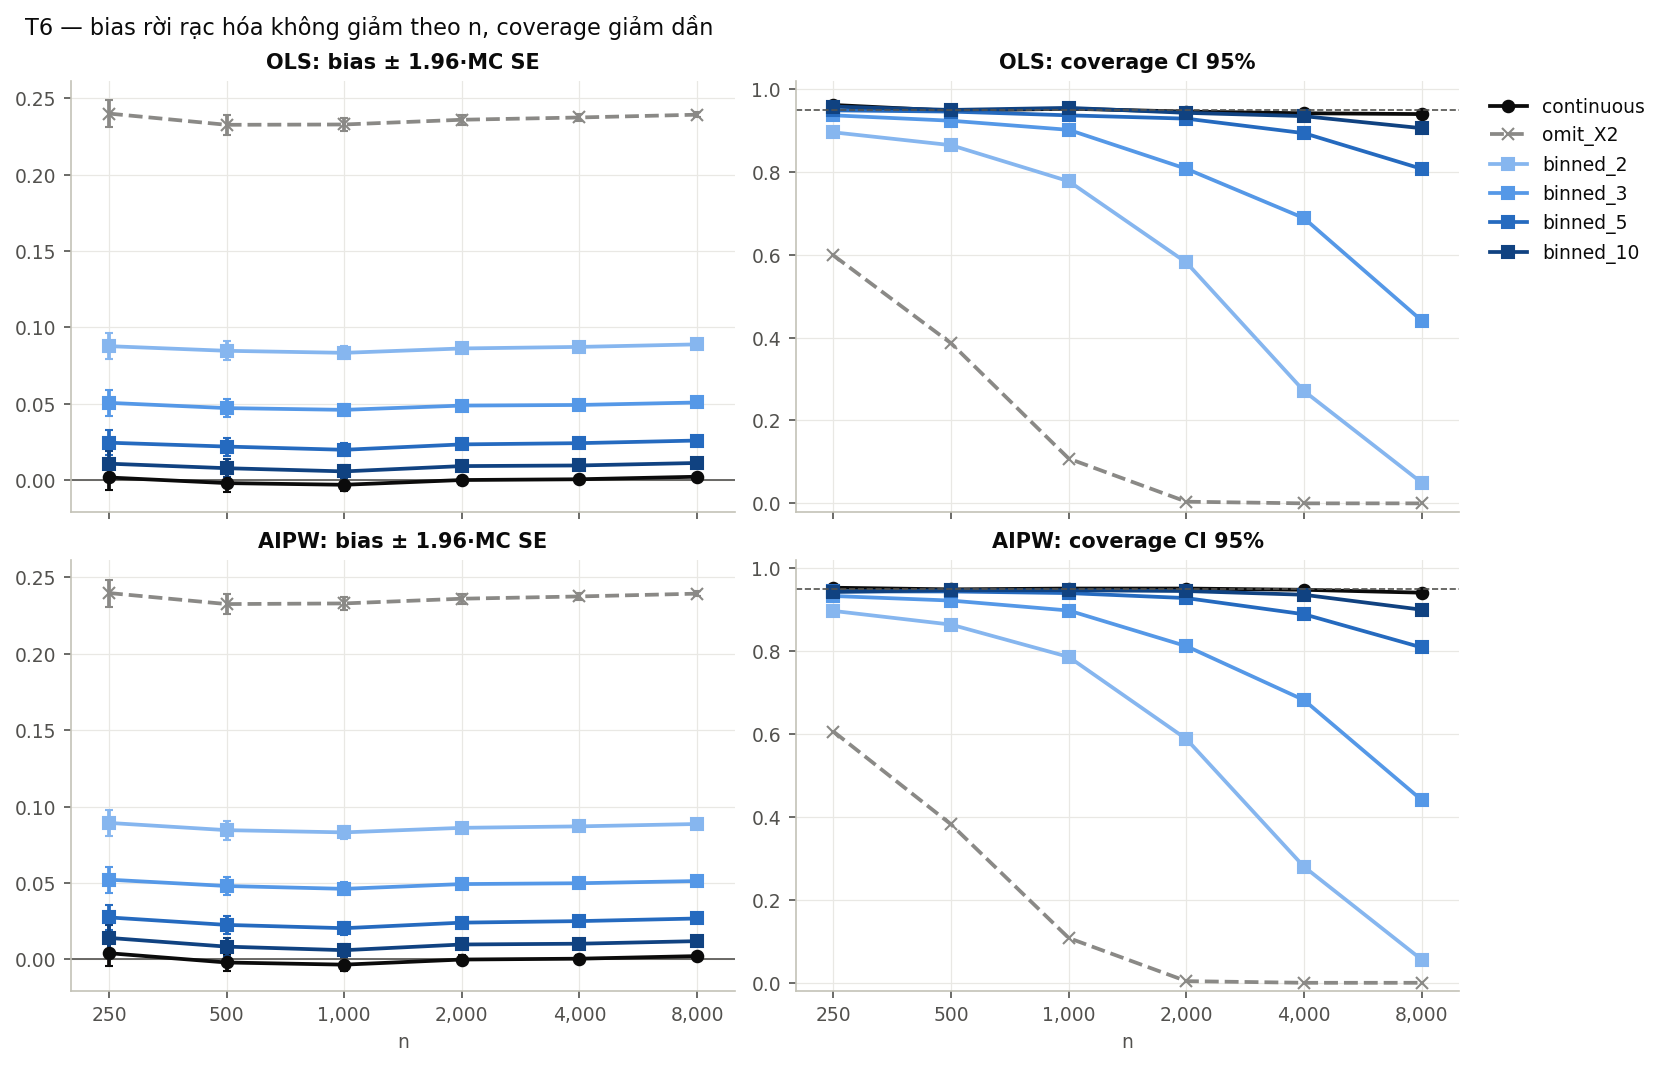 T6 — bias rời rạc hóa không giảm theo n, coverage giảm dần
OLS: bias ± 1.96·MC SE
0.25
0.20
0.15
0.10
0.05
0.00
OLS: coverage CI 95%
1.0
0.8
0.6
0.4
0.2
0.0
continuous
omit_X2
binned_2
binned_3
binned_5
binned_10
AIPW: bias ± 1.96·MC SE
0.25
0.20
0.15
0.10
0.05
0.00
250 500 1,000 2,000 4,000 8,000
n
AIPW: coverage CI 95%
1.0
0.8
0.6
0.4
0.2
0.0
250 500 1,000 2,000 4,000 8,000
n